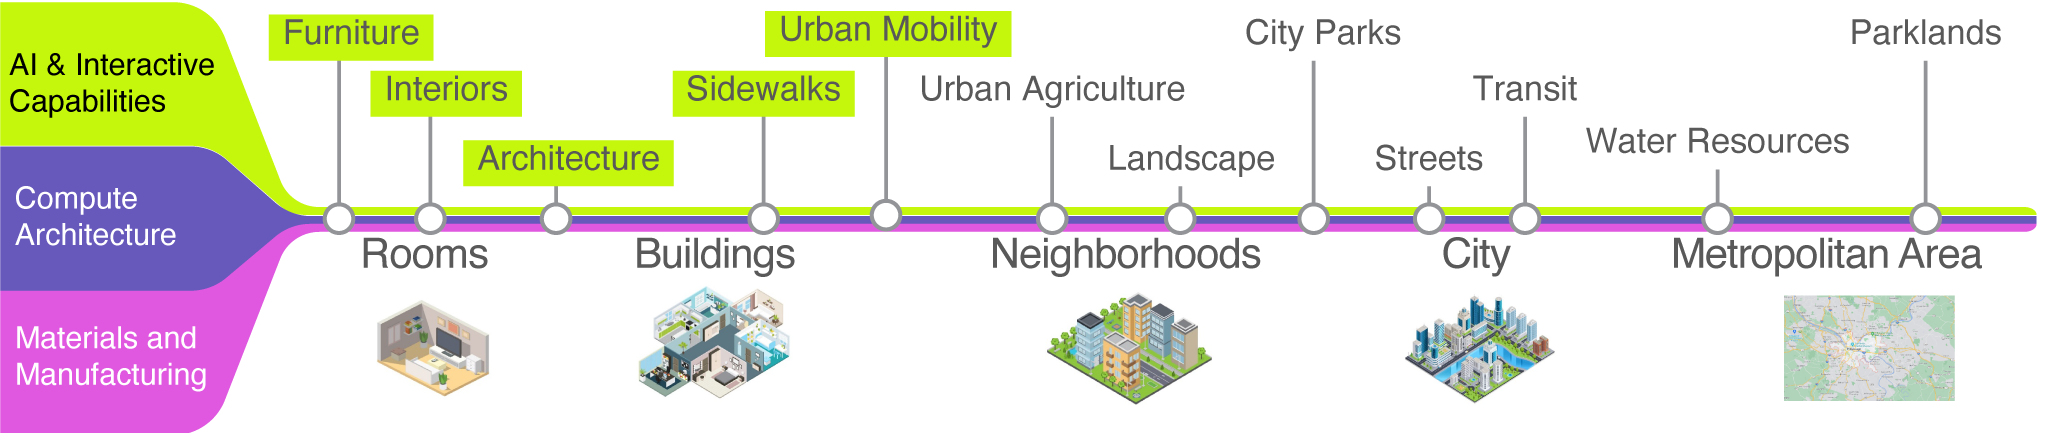 AI & Interactive
Capabilities
Compute
Architecture
Materials and
Manufacturing
Furniture
Interiors
Architecture
Sidewalks
Urban Mobility
Urban Agriculture
Landscape
City Parks
Streets
Transit
Water Resources
Parklands
Rooms
Buildings
Neighborhoods
City
Metropolitan Area